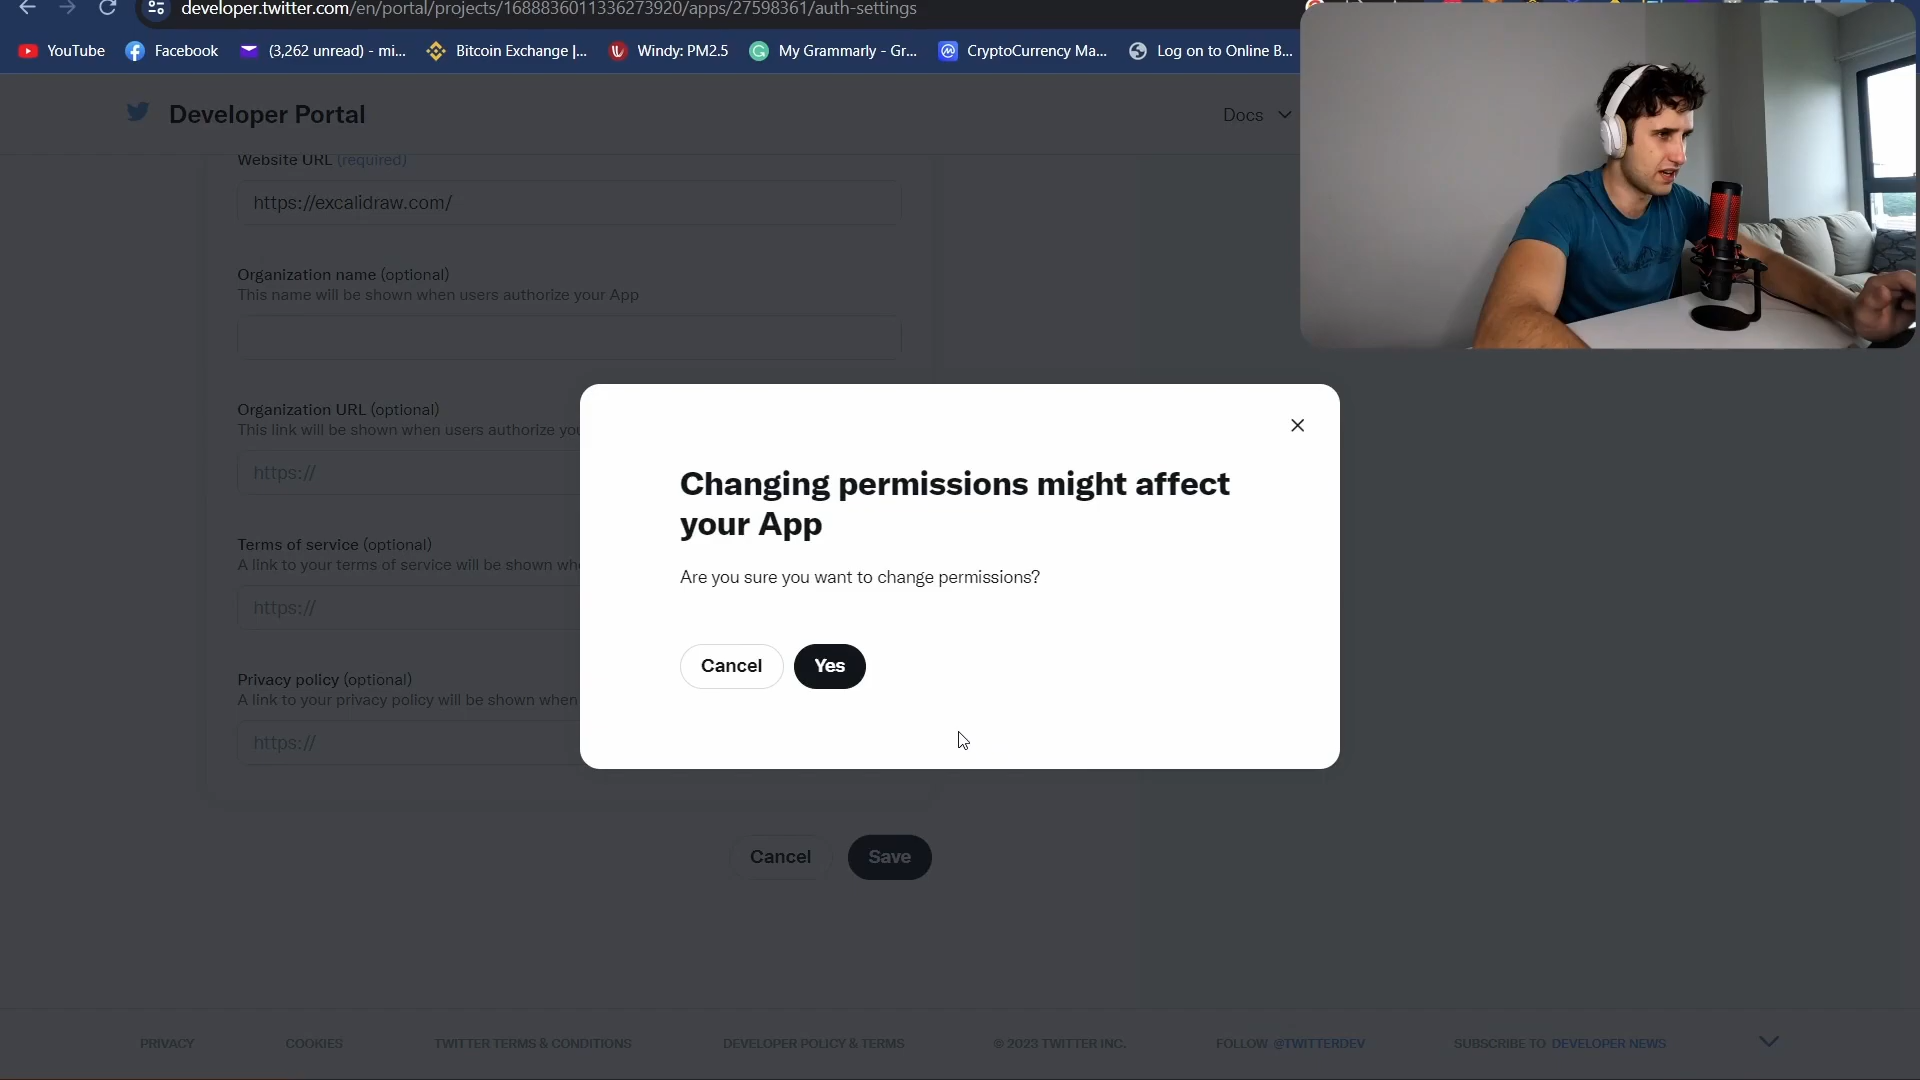 developer.twitter.com/en/portal/projects/1688836011336273920/apps/27598361/auth-settings
YouTube
Facebook
(3,262 unread) - mi...
Bitcoin Exchange |...
Windy: PM2.5
My Grammarly - Gr...
CryptoCurrency Ma...
Log on to Online B...
Developer Portal
Docs
Website URL (required)
https://excalidraw.com/
Organization name (optional)
This name will be shown when users authorize your App
Organization URL (optional)
This link will be shown when users authorize you
https://
Terms of service (optional)
A link to your terms of service will be shown wh
https://
Privacy policy (optional)
A link to your privacy policy will be shown when
https://
Changing permissions might affect
your App
Are you sure you want to change permissions?
Cancel
Yes
Cancel
Save
PRIVACY
COOKIES
TWITTER TERMS & CONDITIONS
DEVELOPER POLICY & TERMS
© 2023 TWITTER INC.
FOLLOW @TWITTERDEV
SUBSCRIBE TO DEVELOPER NEWS